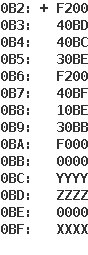 0B2: + F200
0B3: 40BD
0B4: 40BC
0B5: 30BE
0B6: F200
0B7: 40BF
0B8: 10BE
0B9: 30BB
0BA: F000
0BB: 0000
0BC: YYYY
0BD: ZZZZ
0BE: 0000
0BF: XXXX